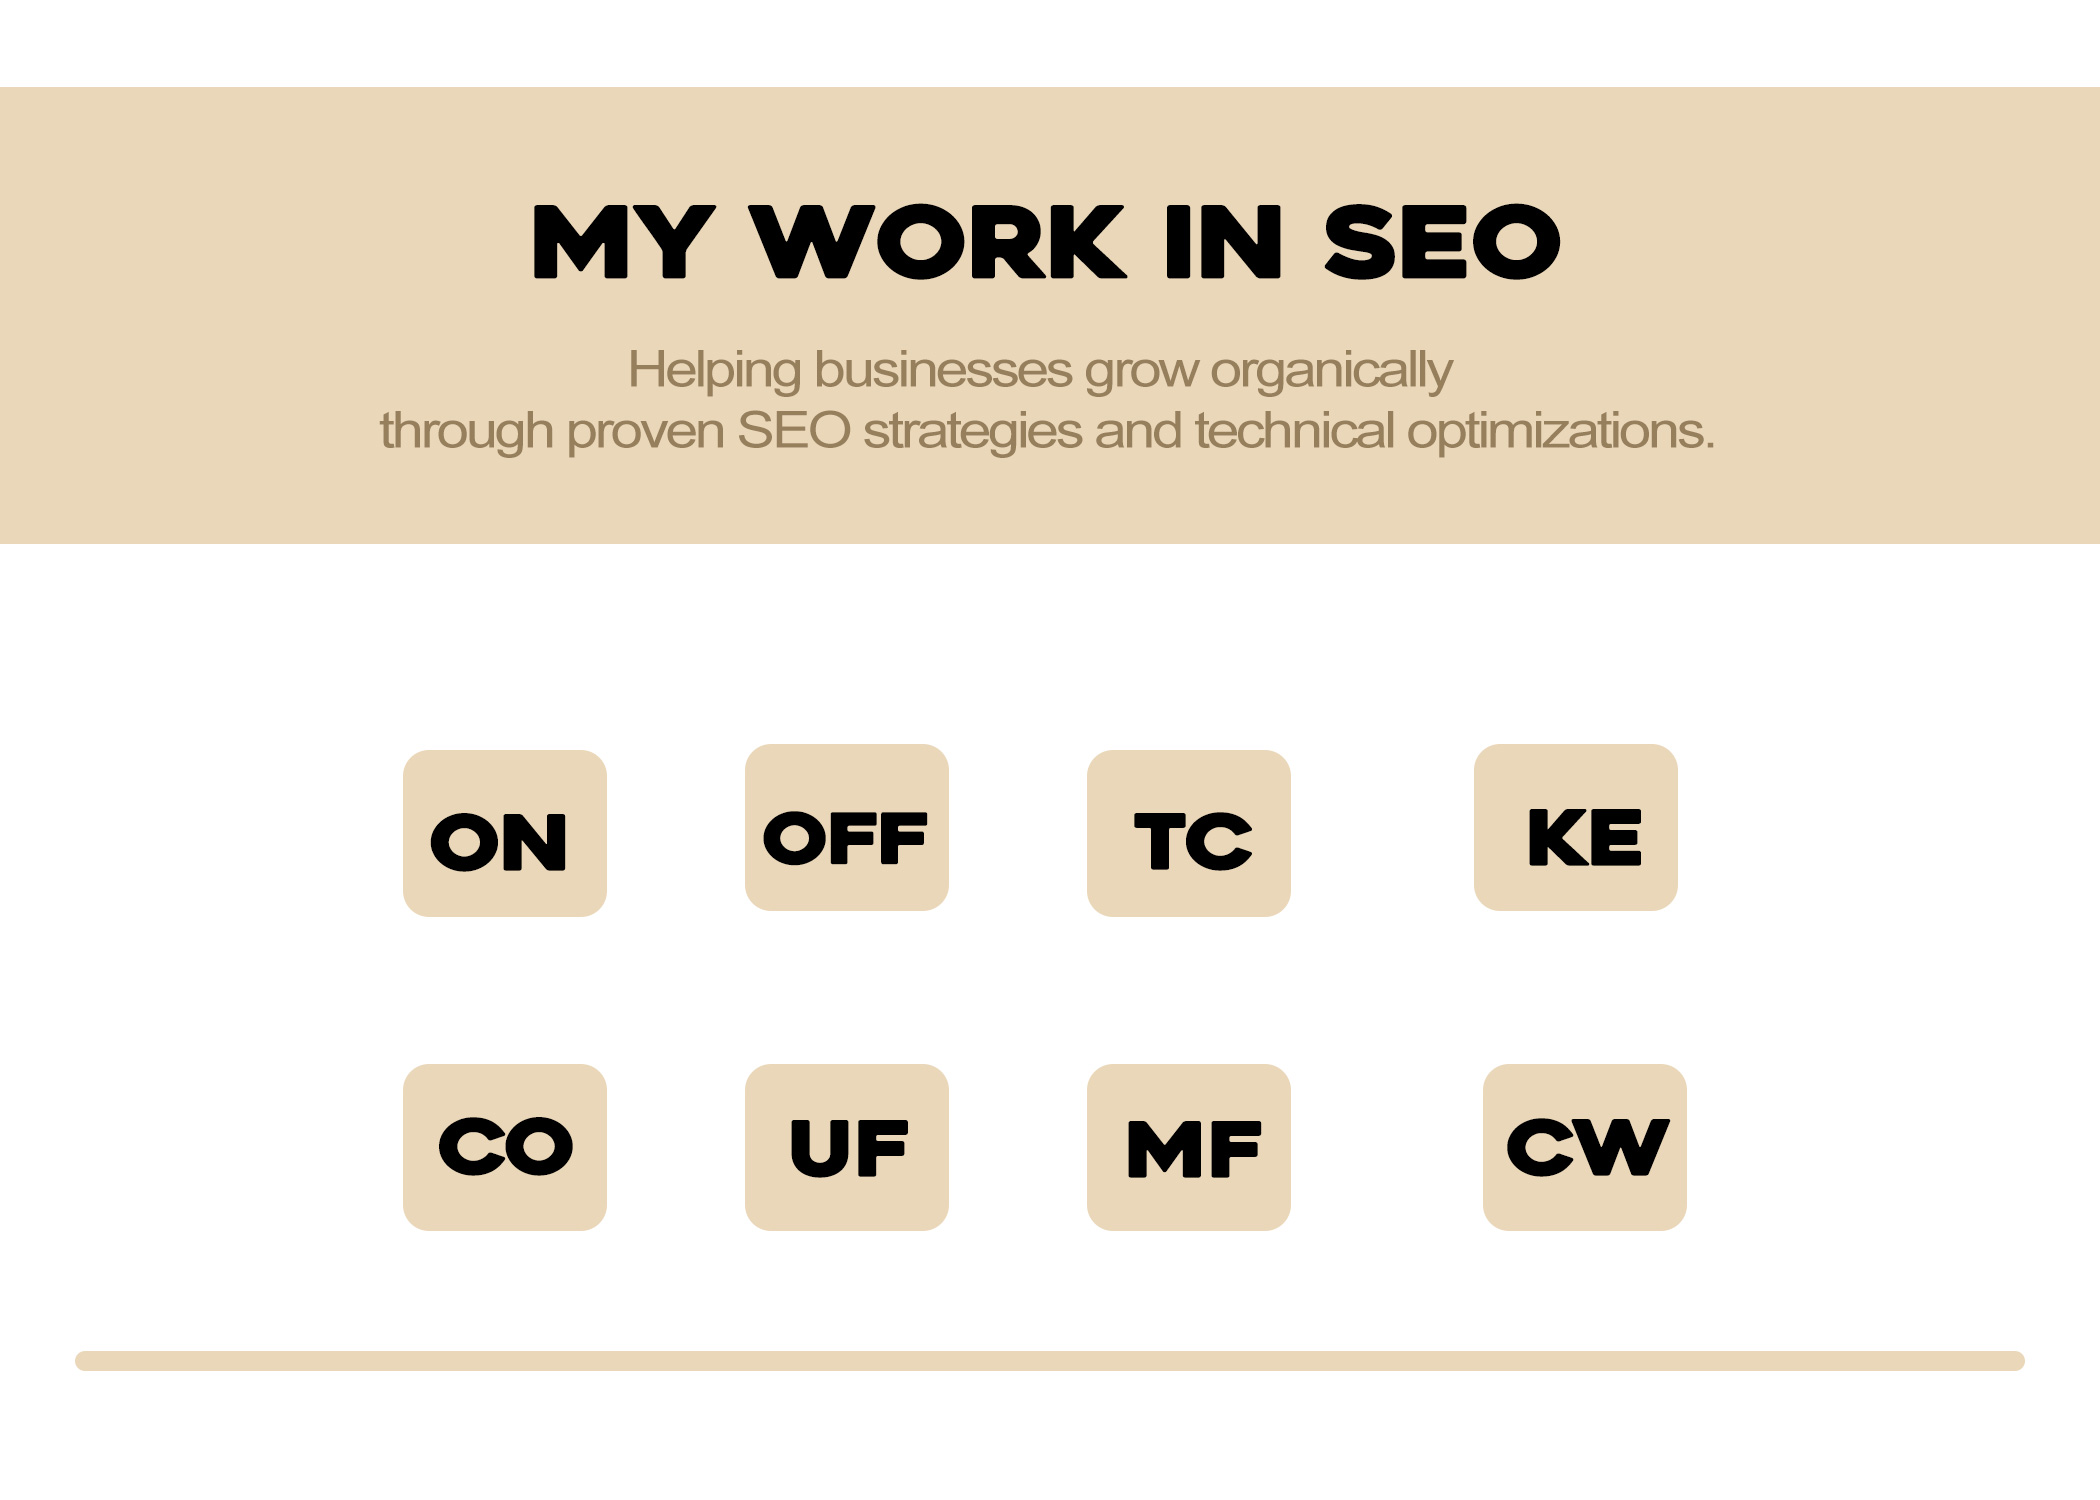 MY WORK IN SEO
Helping businesses grow organically
through proven SEO strategies and technical optimizations.
ON
OFF
TC
KE
CO
UF
MF
CW